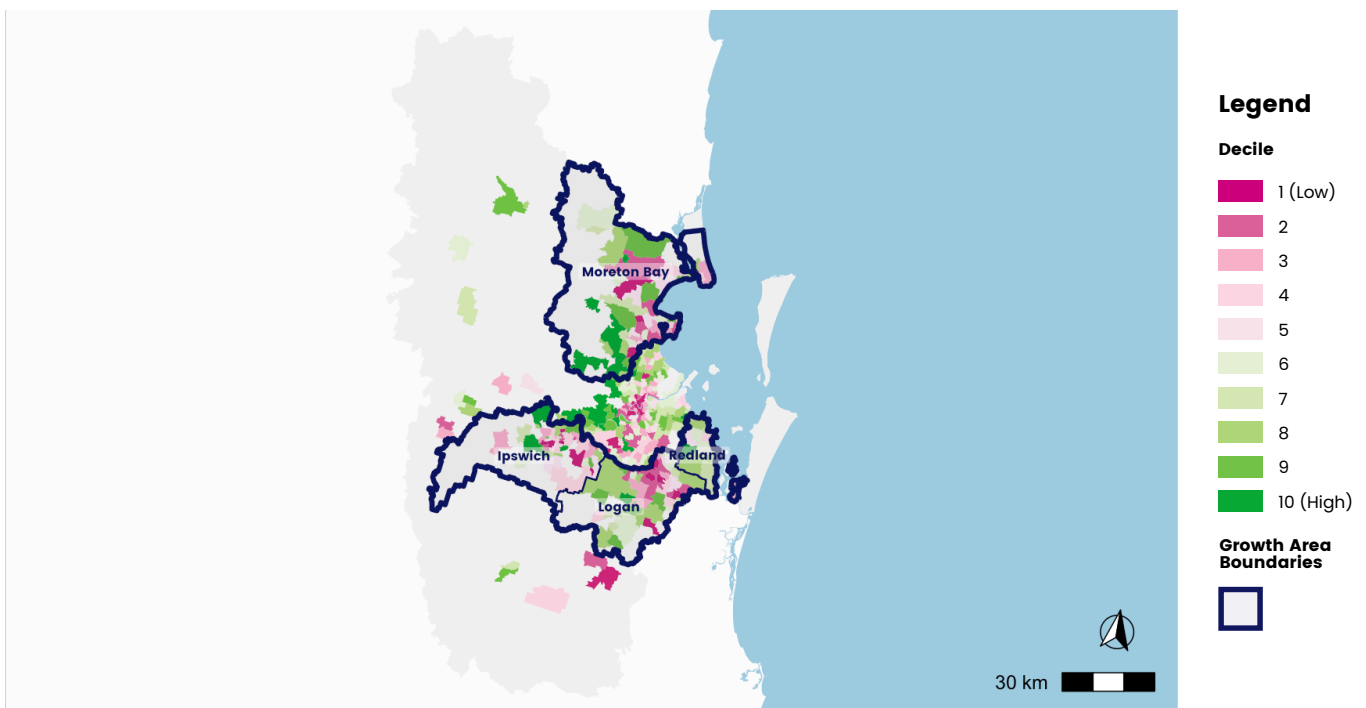 Moreton Bay
Ipswich
Redland
Logan
30 km
Legend
Decile
1 (Low)
2
3
4
5
6
7
8
9
10 (High)
Growth Area
Boundaries